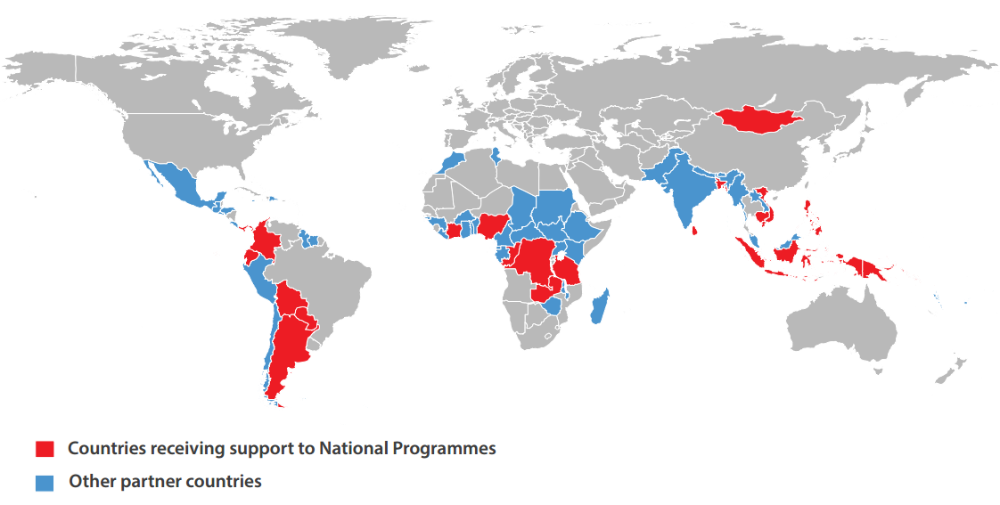 Countries receiving support to National Programmes
Other partner countries